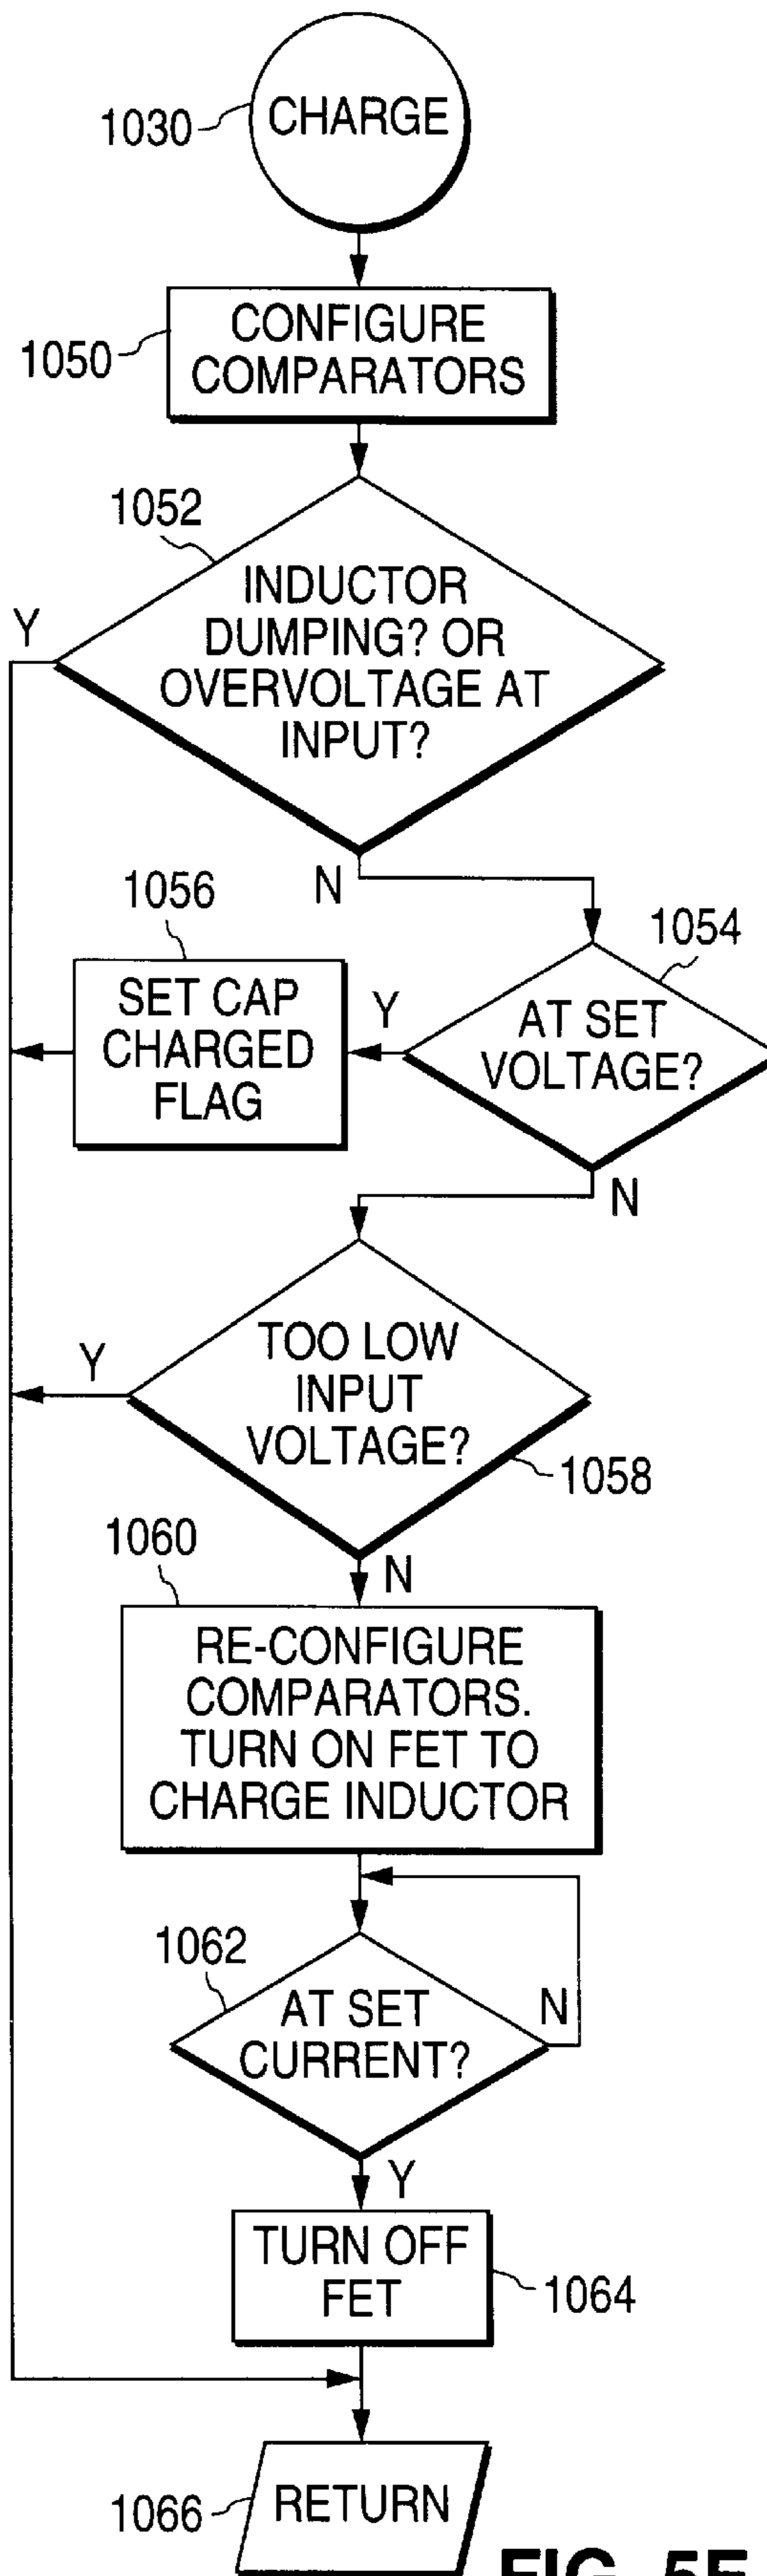 CHARGE
1030
CONFIGURE
COMPARATORS
1050
1052
INDUCTOR
DUMPING? OR
OVERVOLTAGE AT
INPUT?
Y
N
1056
SET CAP
CHARGED
FLAG
Y
1054
AT SET
VOLTAGE?
N
TOO LOW
INPUT
VOLTAGE?
Y
1058
N
1060
RE-CONFIGURE
COMPARATORS.
TURN ON FET TO
CHARGE INDUCTOR
1062
AT SET
CURRENT?
N
Y
TURN OFF
FET
1064
RETURN
1066